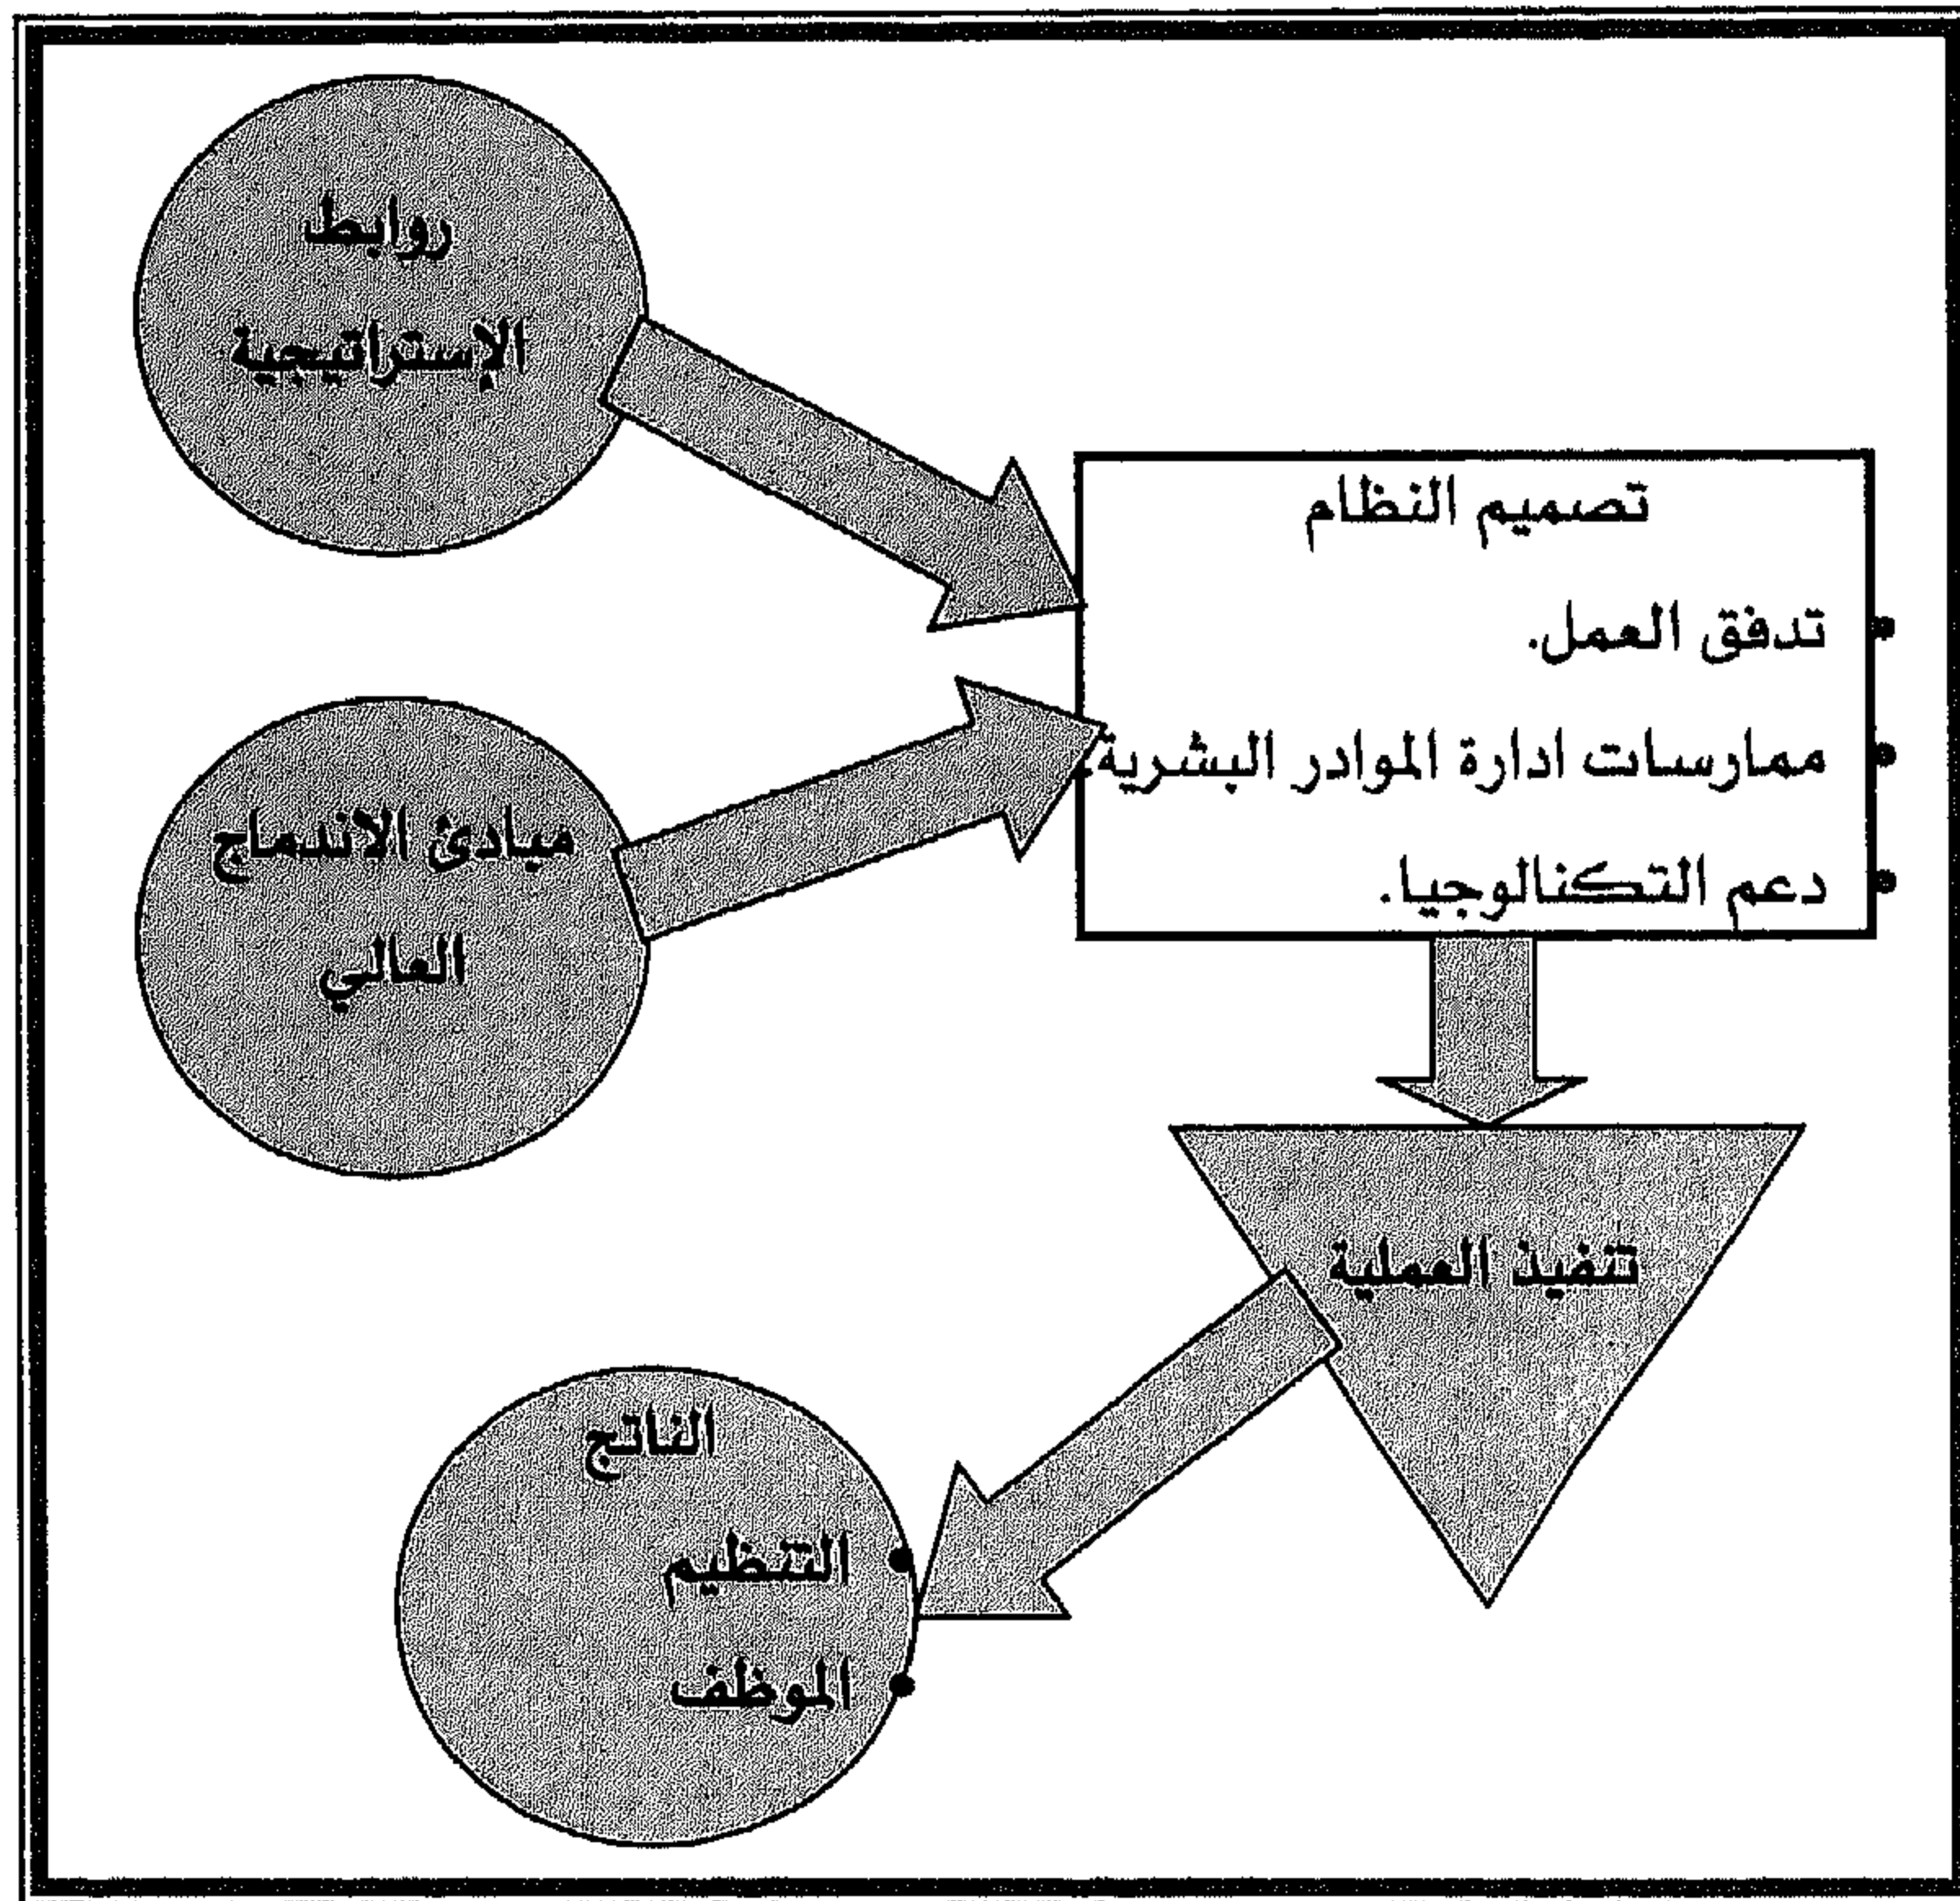 روابط
الإستراتيجية
تصميم النظام
• تدفق العمل.
• ممارسات ادارة الموادر البشرية.
• دعم التكنالوجيا.
مبادئ الاندماج
العالي
تنفيذ العملية
الناتج
• التنظيم
• الموظف